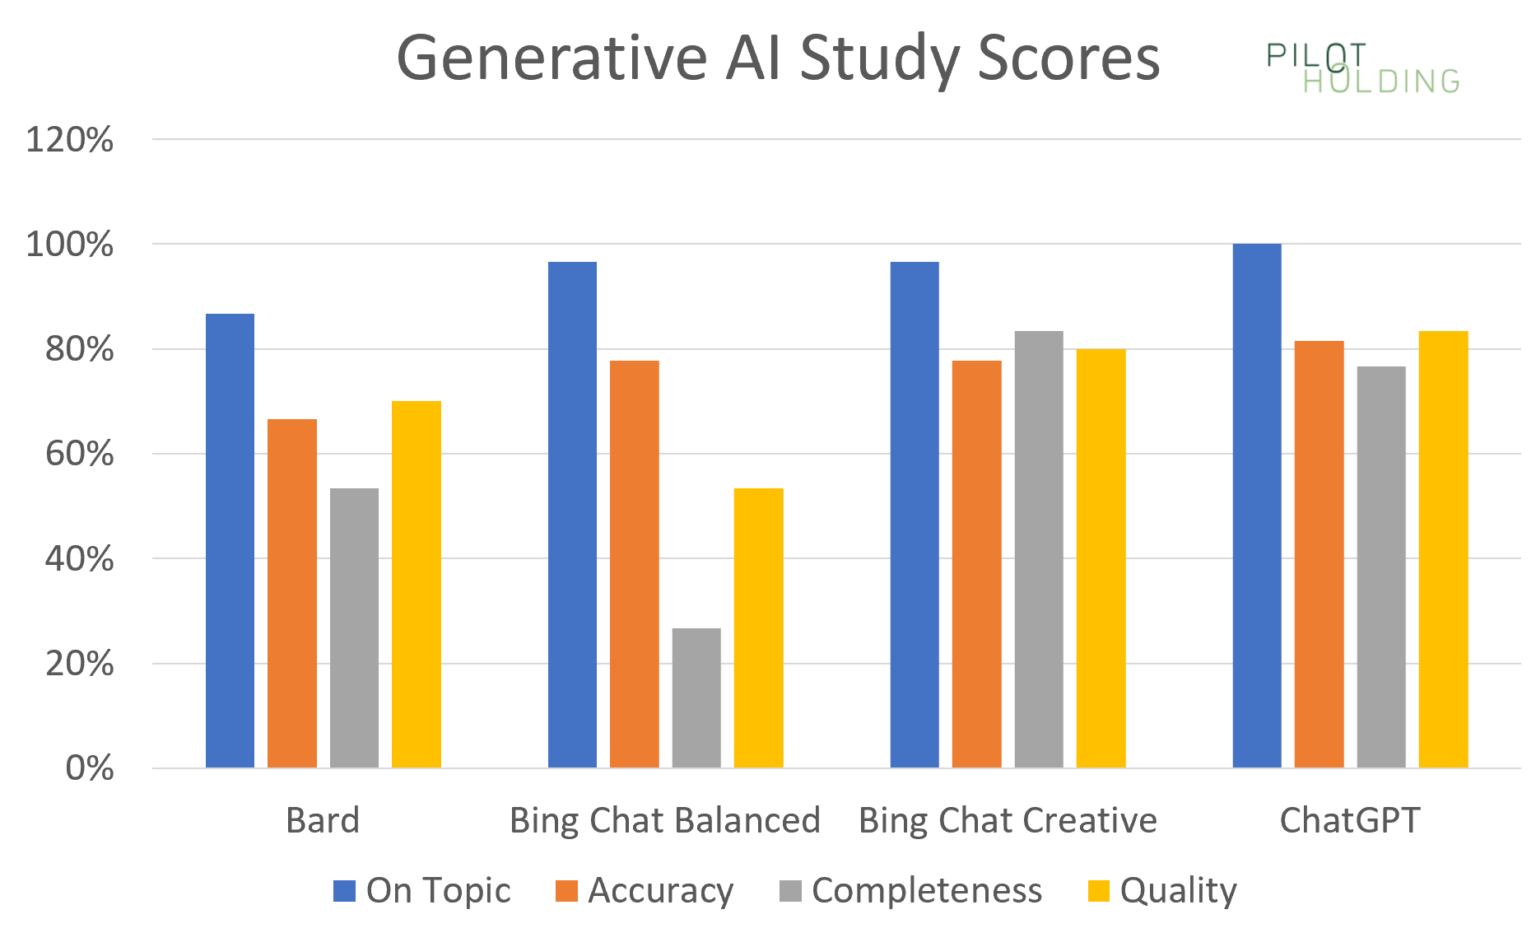 Generative AI Study Scores
PILOT
HOLDING
120%
100%
80%
60%
40%
20%
0%
Bard
Bing Chat Balanced
Bing Chat Creative
ChatGPT
On Topic
Accuracy
Completeness
Quality